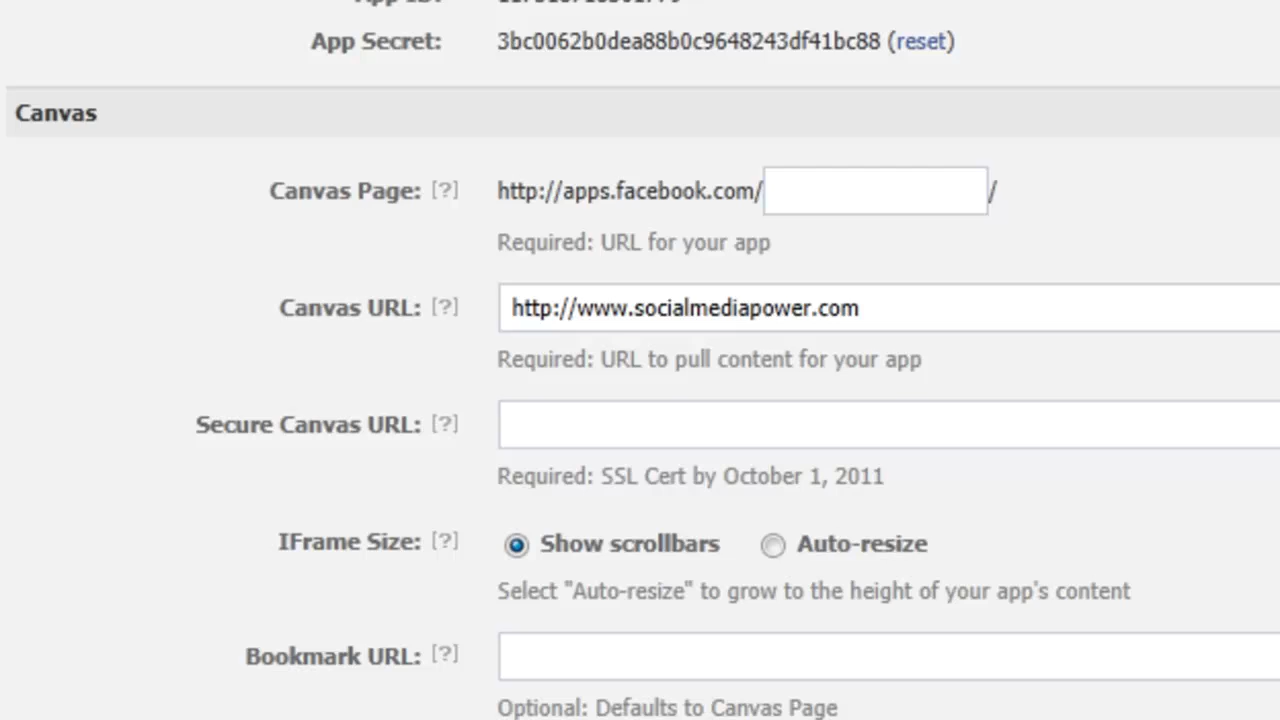 App Secret: 3bc0062b0dea88b0c9648243df41bc88 (reset)
Canvas
Canvas Page: [?] http://apps.facebook.com/ /
Required: URL for your app
Canvas URL: [?] http://www.socialmediapower.com
Required: URL to pull content for your app
Secure Canvas URL: [?]
Required: SSL Cert by October 1, 2011
IFrame Size: [?] Show scrollbars Auto-resize
Select "Auto-resize" to grow to the height of your app's content
Bookmark URL: [?]
Optional: Defaults to Canvas Page